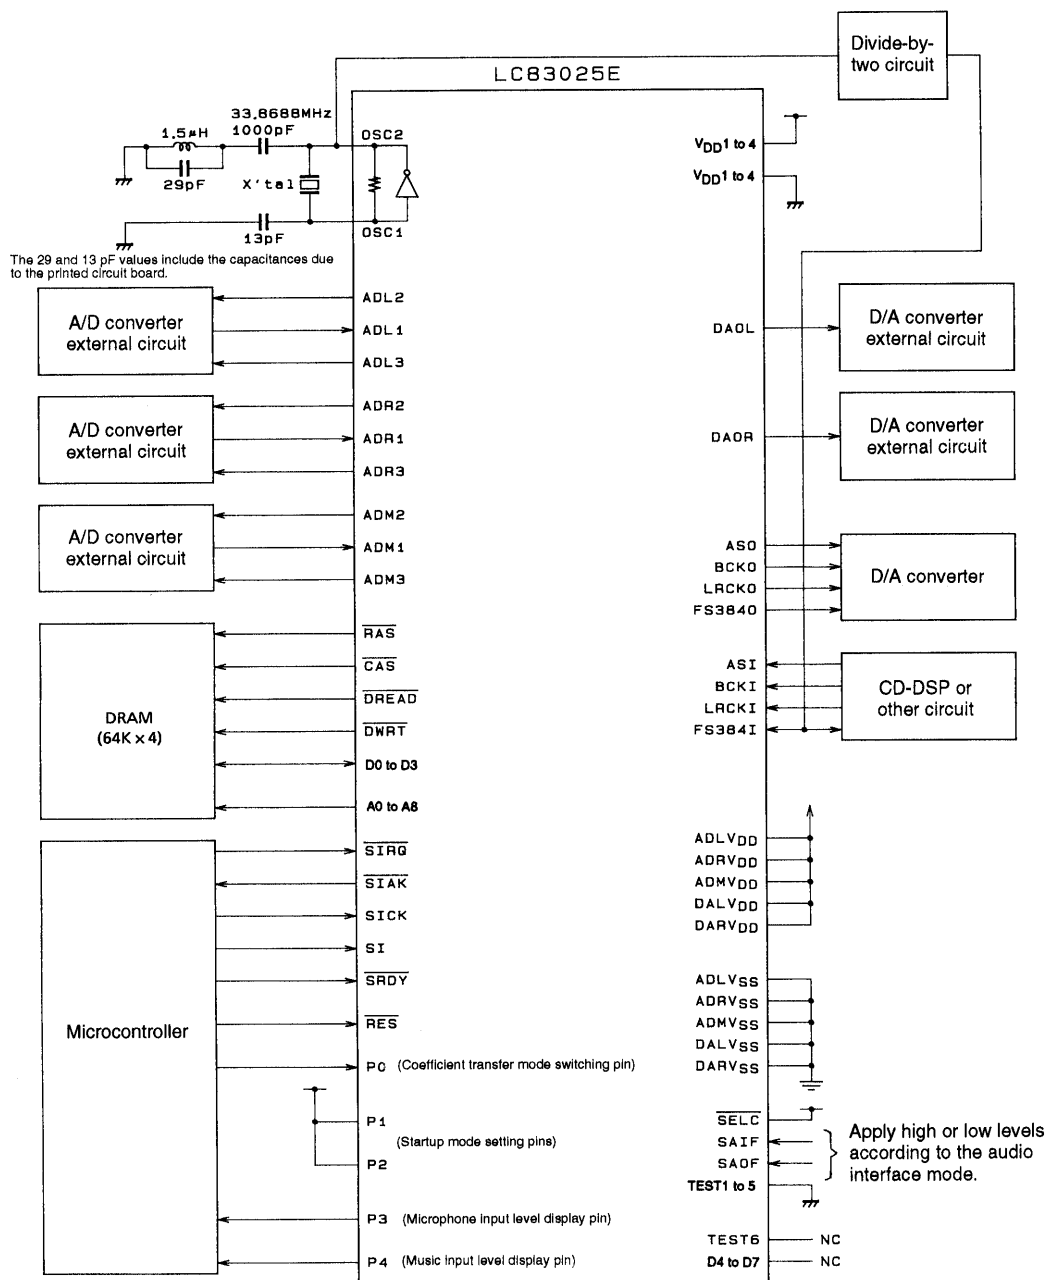 Divide-by-
two circuit
LC83025E
33.8688MHz
1000pF
1.5μH
29pF
X'tal
13pF
OSC2
OSC1
VDD1 to 4
VDD1 to 4
The 29 and 13 pF values include the capacitances due
to the printed circuit board.
A/D converter
external circuit
ADL2
ADL1
ADL3
A/D converter
external circuit
ADR2
ADR1
ADR3
A/D converter
external circuit
ADM2
ADM1
ADM3
DRAM
(64K x 4)
RAS
CAS
DREAD
DWRT
D0 to D3
A0 to A8
Microcontroller
SIRQ
SIAK
SICK
SI
SRDY
RES
P0 (Coefficient transfer mode switching pin)
P1
(Startup mode setting pins)
P2
P3 (Microphone input level display pin)
P4 (Music input level display pin)
DAOL
D/A converter
external circuit
DAOR
D/A converter
external circuit
ASO
BCKO
LRCKO
FS384O
D/A converter
ASI
BCKI
LRCKI
FS384I
CD-DSP or
other circuit
ADLVDD
ADRVDD
ADMVDD
DALVDD
DARVDD
ADLVSS
ADRVSS
ADMVSS
DALVSS
DARVSS
SELC
SAIF
SAOF
TEST1 to 5
Apply high or low levels
according to the audio
interface mode.
TEST6 NC
D4 to D7 NC